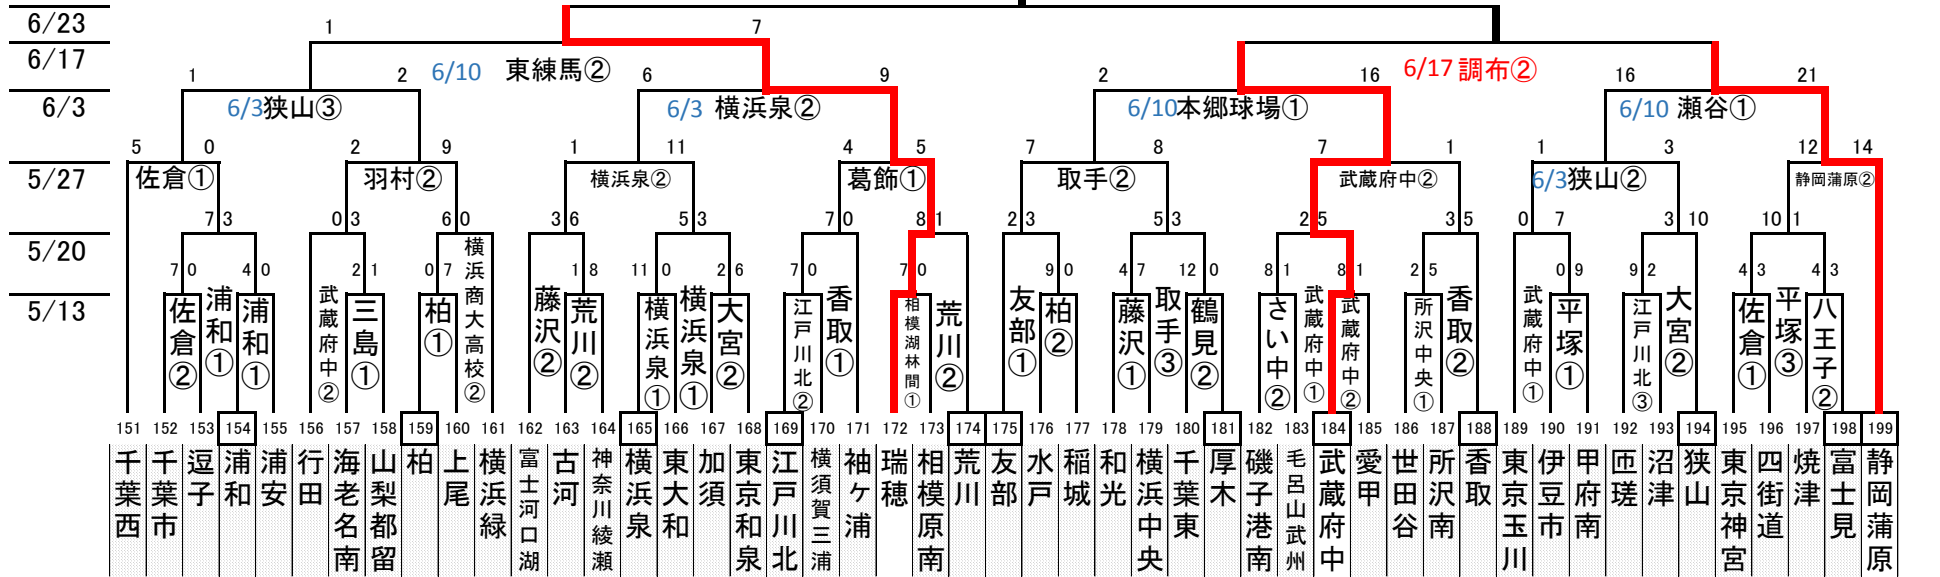 6/23 1 7
6/17 1 2 6/10 東練馬② 6 9 2 16 6/17 調布② 16 21
6/3 6/3狭山③ 6/3 横浜泉② 6/10本郷球場① 6/10 瀬谷①
5 0 2 9 1 11 4 5 7 8 7 1 1 3 12 14
5/27 佐倉① 羽村② 横浜泉② 葛飾① 取手② 武蔵府中② 6/3狭山② 静岡蒲原②
7 3 0 3 6 0 3 6 5 3 7 0 8 1 2 3 5 3 2 5 3 5 0 7 3 10 10 1
5/20 7 0 4 0 2 1 0 7 1 8 11 0 2 6 7 0 7 0 9 0 4 7 12 0 8 1 8 1 2 5 0 9 9 2 4 3 4 3
5/13
佐倉②
浦和①
浦和①
武蔵府中②
三島①
柏①
横浜商大高校②
藤沢②
荒川②
横浜泉①
横浜泉①
大宮②
江戸川北②
香取①
相模湖林間①
荒川②
友部①
柏②
藤沢①
取手③
鶴見②
さい中②
武蔵府中①
武蔵府中②
所沢中央①
香取②
武蔵府中①
平塚①
江戸川北③
大宮②
佐倉①
平塚③
八王子②
151 152 153 154 155 156 157 158 159 160 161 162 163 164 165 166 167 168 169 170 171 172 173 174 175 176 177 178 179 180 181 182 183 184 185 186 187 188 189 190 191 192 193 194 195 196 197 198 199
千葉西
千葉市
逗子
浦和
浦安
行田
海老名南
山梨都留
柏
上尾
横浜緑
富士河口湖
古河
神奈川綾瀬
横浜泉
東大和
加須
東京和泉
江戸川北
横須賀三浦
袖ケ浦
瑞穂
相模原南
荒川
友部
水戸
稲城
和光
横浜中央
千葉東
厚木
磯子港南
毛呂山武州
武蔵府中
愛甲
世田谷
所沢南
香取
東京玉川
伊豆市
甲府南
匝瑳
沼津
狭山
東京神宮
四街道
焼津
富士見
静岡蒲原